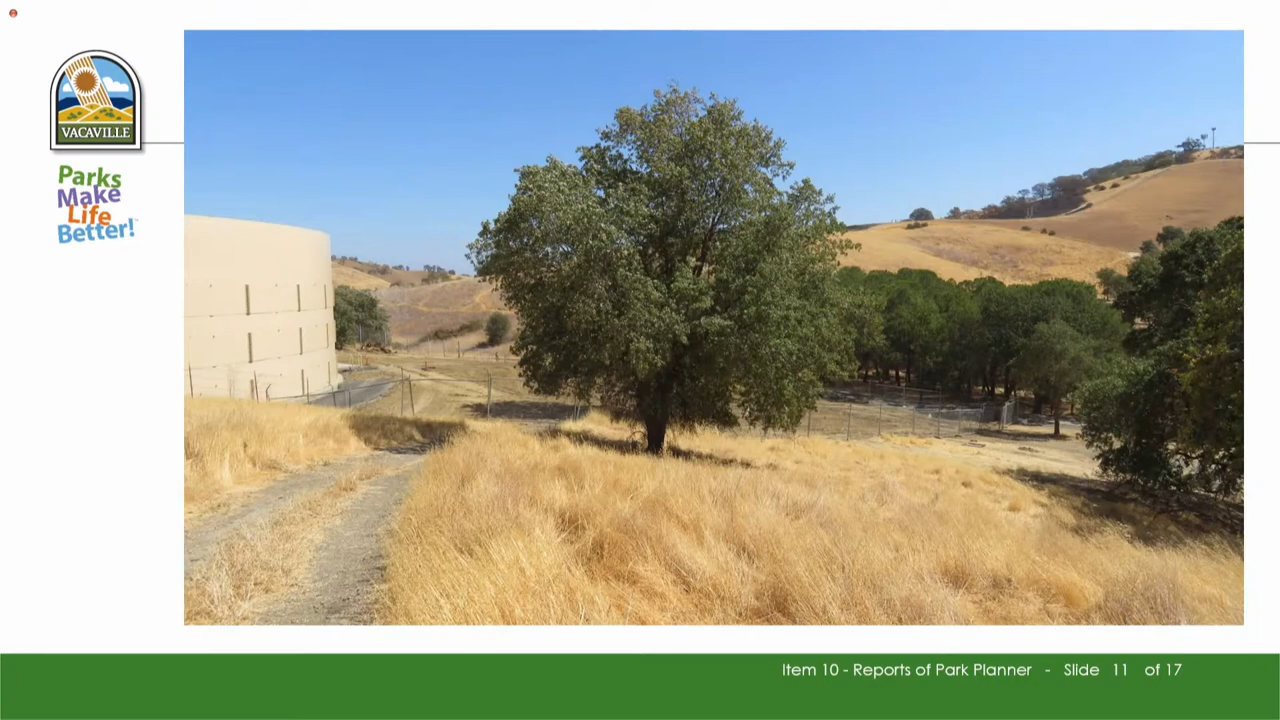 VACAVILLE
Parks
Make
Life
Better!
Item 10 - Reports of Park Planner - Slide 11 of 17